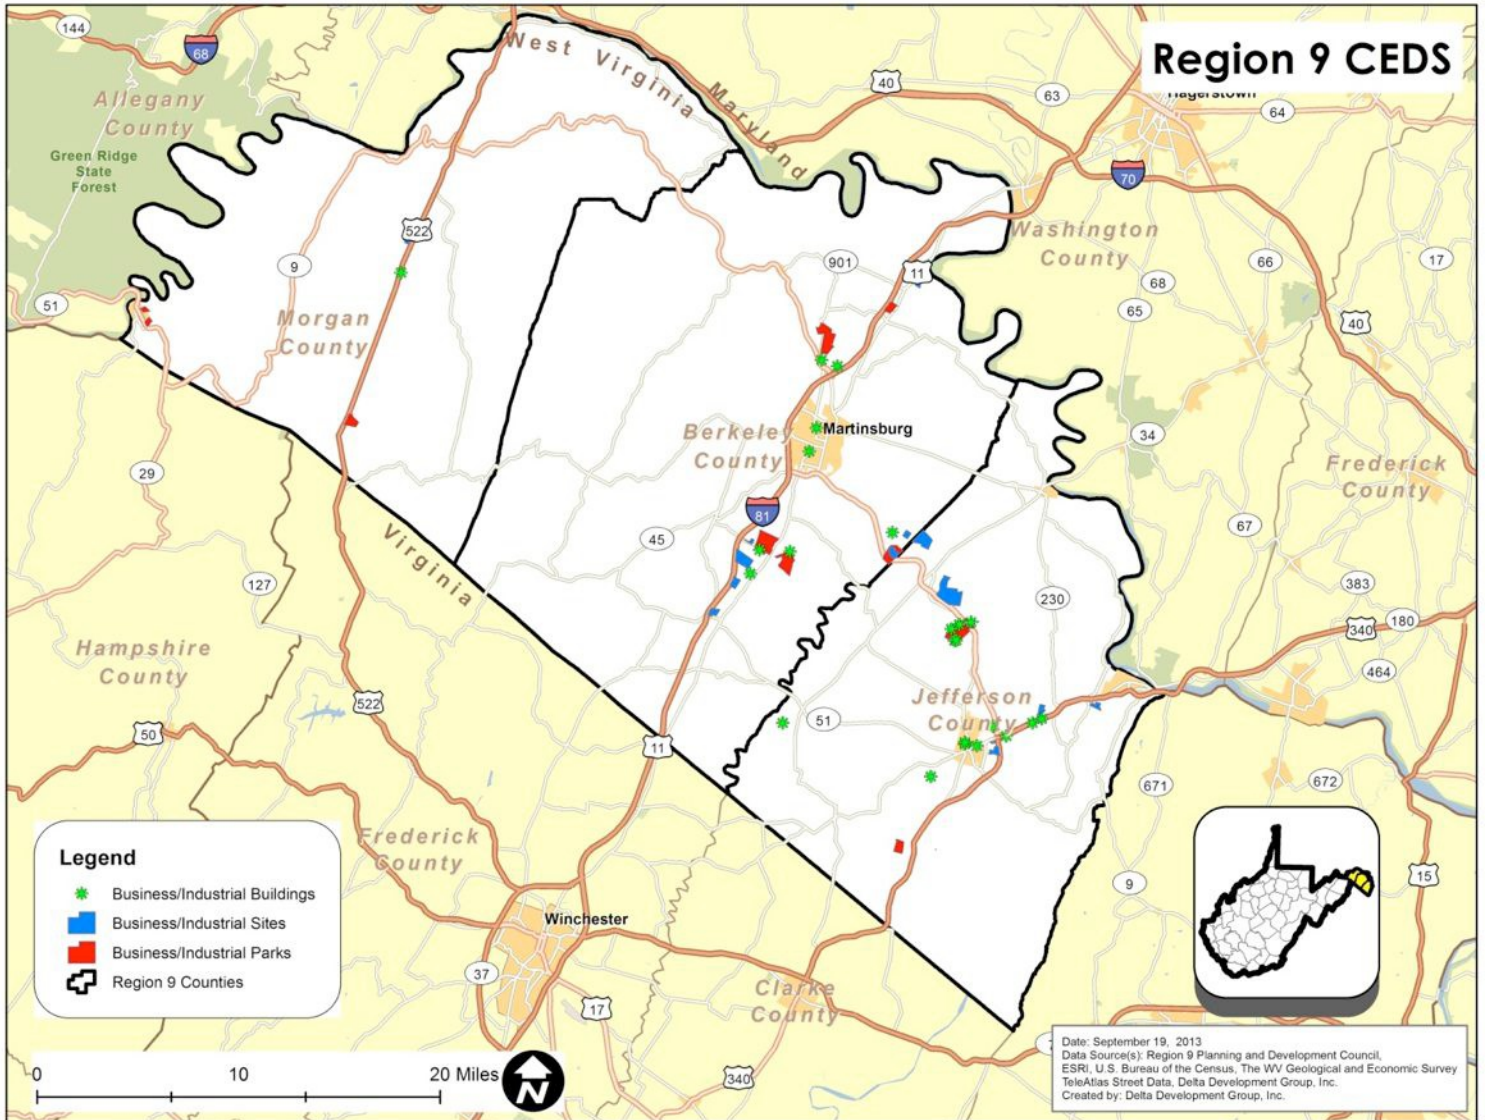 Region 9 CEDS
144
68
West Virginia
Maryland
40
63
Hagerstown
64
Allegany
County
Green Ridge
State
Forest
70
522
Washington
County
9
901
11
66
17
68
51
65
40
Morgan
County
Berkeley
County
Martinsburg
34
Frederick
County
29
81
67
Virginia
45
127
383
230
180
340
Hampshire
County
464
Jefferson
County
522
51
50
11
671
672
Frederick
County
15
9
Legend
Business/Industrial Buildings
Business/Industrial Sites
Business/Industrial Parks
Region 9 Counties
Winchester
37
Clarke
County
17
340
0 10 20 Miles
N
7
Date: September 19, 2013
Data Source(s): Region 9 Planning and Development Council,
ESRI, U.S. Bureau of the Census, The WV Geological and Economic Survey
TeleAtlas Street Data, Delta Development Group, Inc.
Created by: Delta Development Group, Inc.